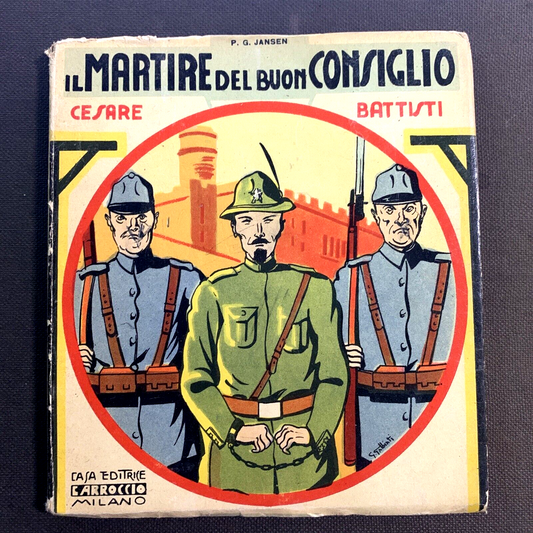 P. G. JANSEN
IL MARTIRE DEL BUON CONSIGLIO
CESARE BATTISTI
CASA EDITRICE
CARROCCIO
MILANO